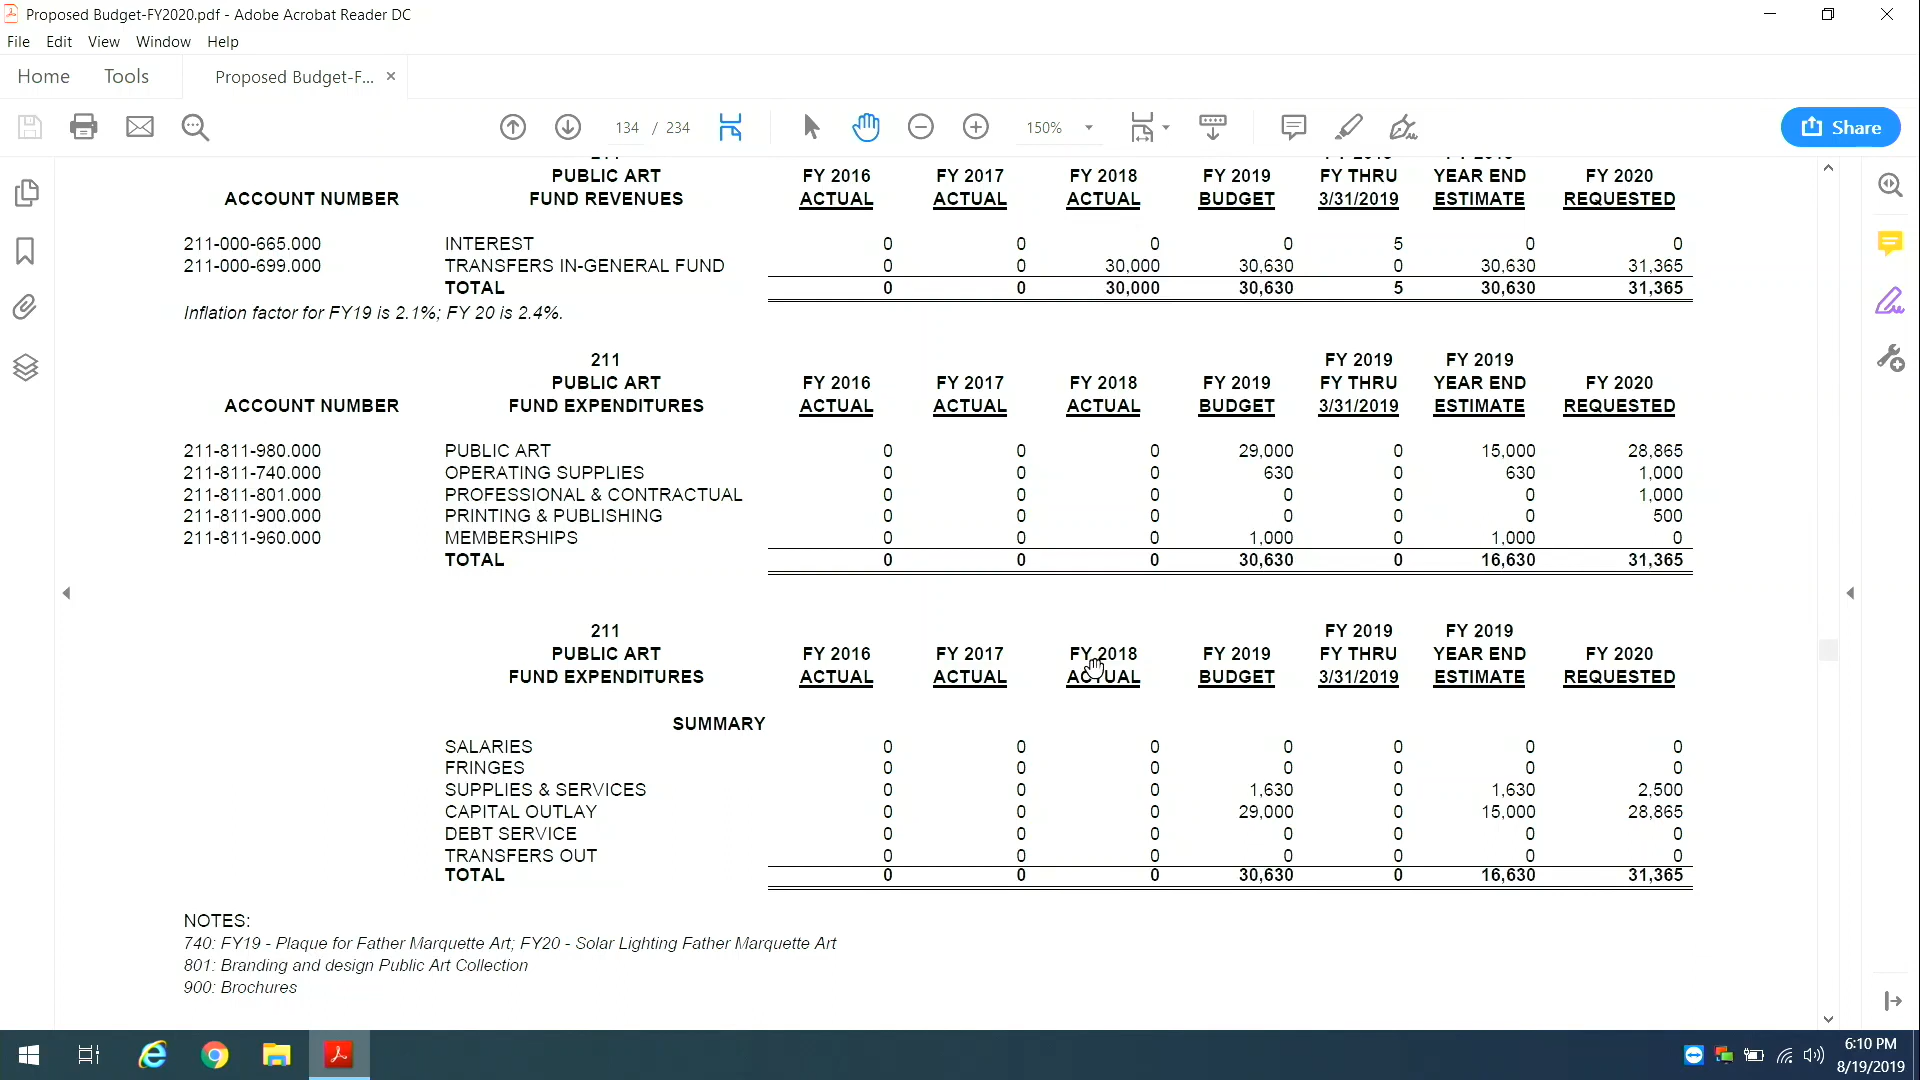 Proposed Budget-FY2020.pdf - Adobe Acrobat Reader DC
File Edit View Window Help
Home Tools Proposed Budget-F... ×
134 / 234 150% Share
PUBLIC ART FY 2016 FY 2017 FY 2018 FY 2019 FY THRU YEAR END FY 2020
ACCOUNT NUMBER FUND REVENUES ACTUAL ACTUAL ACTUAL BUDGET 3/31/2019 ESTIMATE REQUESTED
211-000-665.000 INTEREST 0 0 0 0 5 0 0
211-000-699.000 TRANSFERS IN-GENERAL FUND 0 0 30,000 30,630 0 30,630 31,365
TOTAL 0 0 30,000 30,630 5 30,630 31,365
Inflation factor for FY19 is 2.1%; FY 20 is 2.4%.
211 FY 2019 FY 2019
PUBLIC ART FY 2016 FY 2017 FY 2018 FY 2019 FY THRU YEAR END FY 2020
ACCOUNT NUMBER FUND EXPENDITURES ACTUAL ACTUAL ACTUAL BUDGET 3/31/2019 ESTIMATE REQUESTED
211-811-980.000 PUBLIC ART 0 0 0 29,000 0 15,000 28,865
211-811-740.000 OPERATING SUPPLIES 0 0 0 630 0 630 1,000
211-811-801.000 PROFESSIONAL & CONTRACTUAL 0 0 0 0 0 0 1,000
211-811-900.000 PRINTING & PUBLISHING 0 0 0 0 0 0 500
211-811-960.000 MEMBERSHIPS 0 0 0 1,000 0 1,000 0
TOTAL 0 0 0 30,630 0 16,630 31,365
211 FY 2019 FY 2019
PUBLIC ART FY 2016 FY 2017 FY 2018 FY 2019 FY THRU YEAR END FY 2020
FUND EXPENDITURES ACTUAL ACTUAL ACTUAL BUDGET 3/31/2019 ESTIMATE REQUESTED
SUMMARY
SALARIES 0 0 0 0 0 0 0
FRINGES 0 0 0 0 0 0 0
SUPPLIES & SERVICES 0 0 0 1,630 0 1,630 2,500
CAPITAL OUTLAY 0 0 0 29,000 0 15,000 28,865
DEBT SERVICE 0 0 0 0 0 0 0
TRANSFERS OUT 0 0 0 0 0 0 0
TOTAL 0 0 0 30,630 0 16,630 31,365
NOTES:
740: FY19 - Plaque for Father Marquette Art; FY20 - Solar Lighting Father Marquette Art
801: Branding and design Public Art Collection
900: Brochures
6:10 PM
8/19/2019